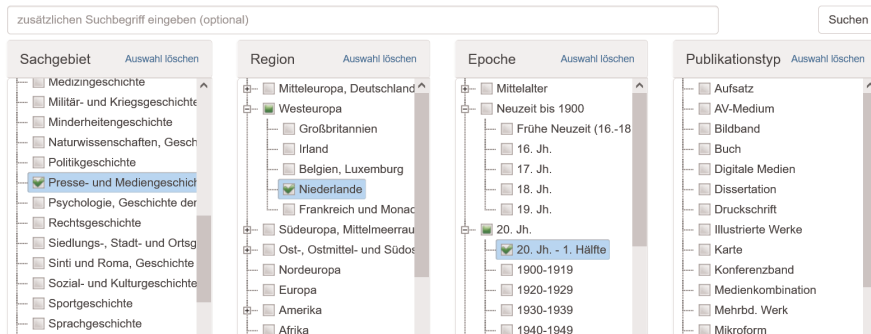 zusätzlichen Suchbegriff eingeben (optional)
Suchen
Sachgebiet Auswahl löschen
Medizingeschichte
Militär- und Kriegsgeschichte
Minderheitengeschichte
Naturwissenschaften, Gesch
Politikgeschichte
Presse- und Mediengeschich
Psychologie, Geschichte der
Rechtsgeschichte
Siedlungs-, Stadt- und Ortsg
Sinti und Roma, Geschichte
Sozial- und Kulturgeschichte
Sportgeschichte
Sprachgeschichte
Region Auswahl löschen
Mitteleuropa, Deutschland
Westeuropa
Großbritannien
Irland
Belgien, Luxemburg
Niederlande
Frankreich und Monac
Südeuropa, Mittelmeerrau
Ost-, Ostmittel- und Südos
Nordeuropa
Europa
Amerika
Afrika
Epoche Auswahl löschen
Mittelalter
Neuzeit bis 1900
Frühe Neuzeit (16.-18
16. Jh.
17. Jh.
18. Jh.
19. Jh.
20. Jh.
20. Jh. - 1. Hälfte
1900-1919
1920-1929
1930-1939
1940-1949
Publikationstyp Auswahl löschen
Aufsatz
AV-Medium
Bildband
Buch
Digitale Medien
Dissertation
Druckschrift
Illustrierte Werke
Karte
Konferenzband
Medienkombination
Mehrbd. Werk
Mikroform